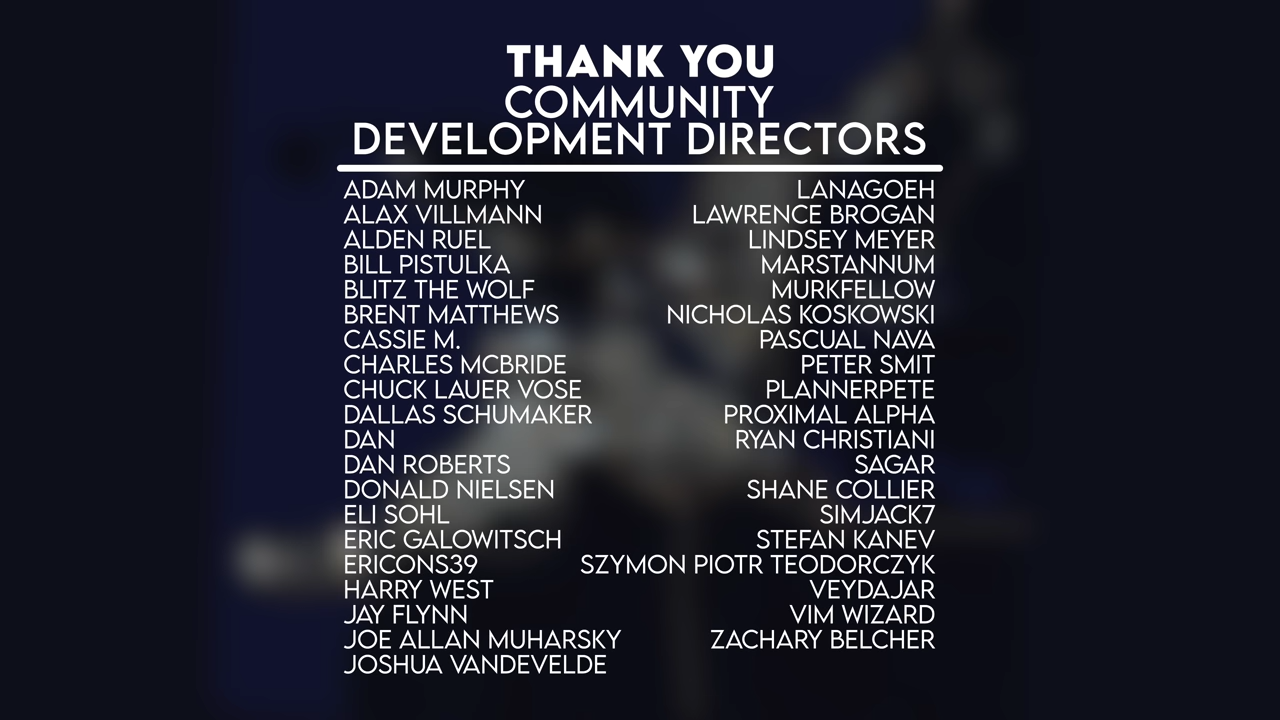 THANK YOU
COMMUNITY
DEVELOPMENT DIRECTORS
ADAM MURPHY
ALAX VILLMANN
ALDEN RUEL
BILL PISTULKA
BLITZ THE WOLF
BRENT MATTHEWS
CASSIE M.
CHARLES MCBRIDE
CHUCK LAUER VOSE
DALLAS SCHUMAKER
DAN
DAN ROBERTS
DONALD NIELSEN
ELI SOHL
ERIC GALOWITSCH
ERICONS39
HARRY WEST
JAY FLYNN
JOE ALLAN MUHARSKY
JOSHUA VANDEVELDE
LANAGOEH
LAWRENCE BROGAN
LINDSEY MEYER
MARSTANNUM
MURKFELLOW
NICHOLAS KOSKOWSKI
PASCUAL NAVA
PETER SMIT
PLANNERPETE
PROXIMAL ALPHA
RYAN CHRISTIANI
SAGAR
SHANE COLLIER
SIMJACK7
STEFAN KANEV
SZYMON PIOTR TEODORCZYK
VEYDAJAR
VIM WIZARD
ZACHARY BELCHER